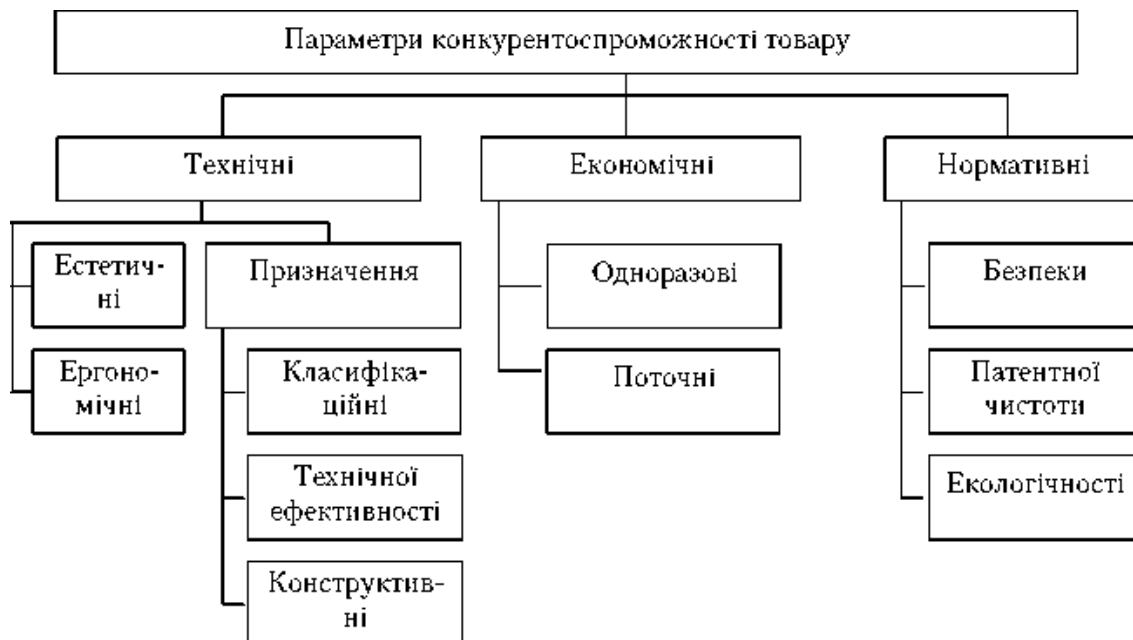 Параметри конкурентоспроможності товару
Технічні
Економічні
Нормативні
Естетич-
ні
Призначення
Одноразові
Безпеки
Ергоно-
мічні
Класифіка-
ційні
Поточні
Патентної
чистоти
Технічної
ефективності
Екологічності
Конструктив-
ні